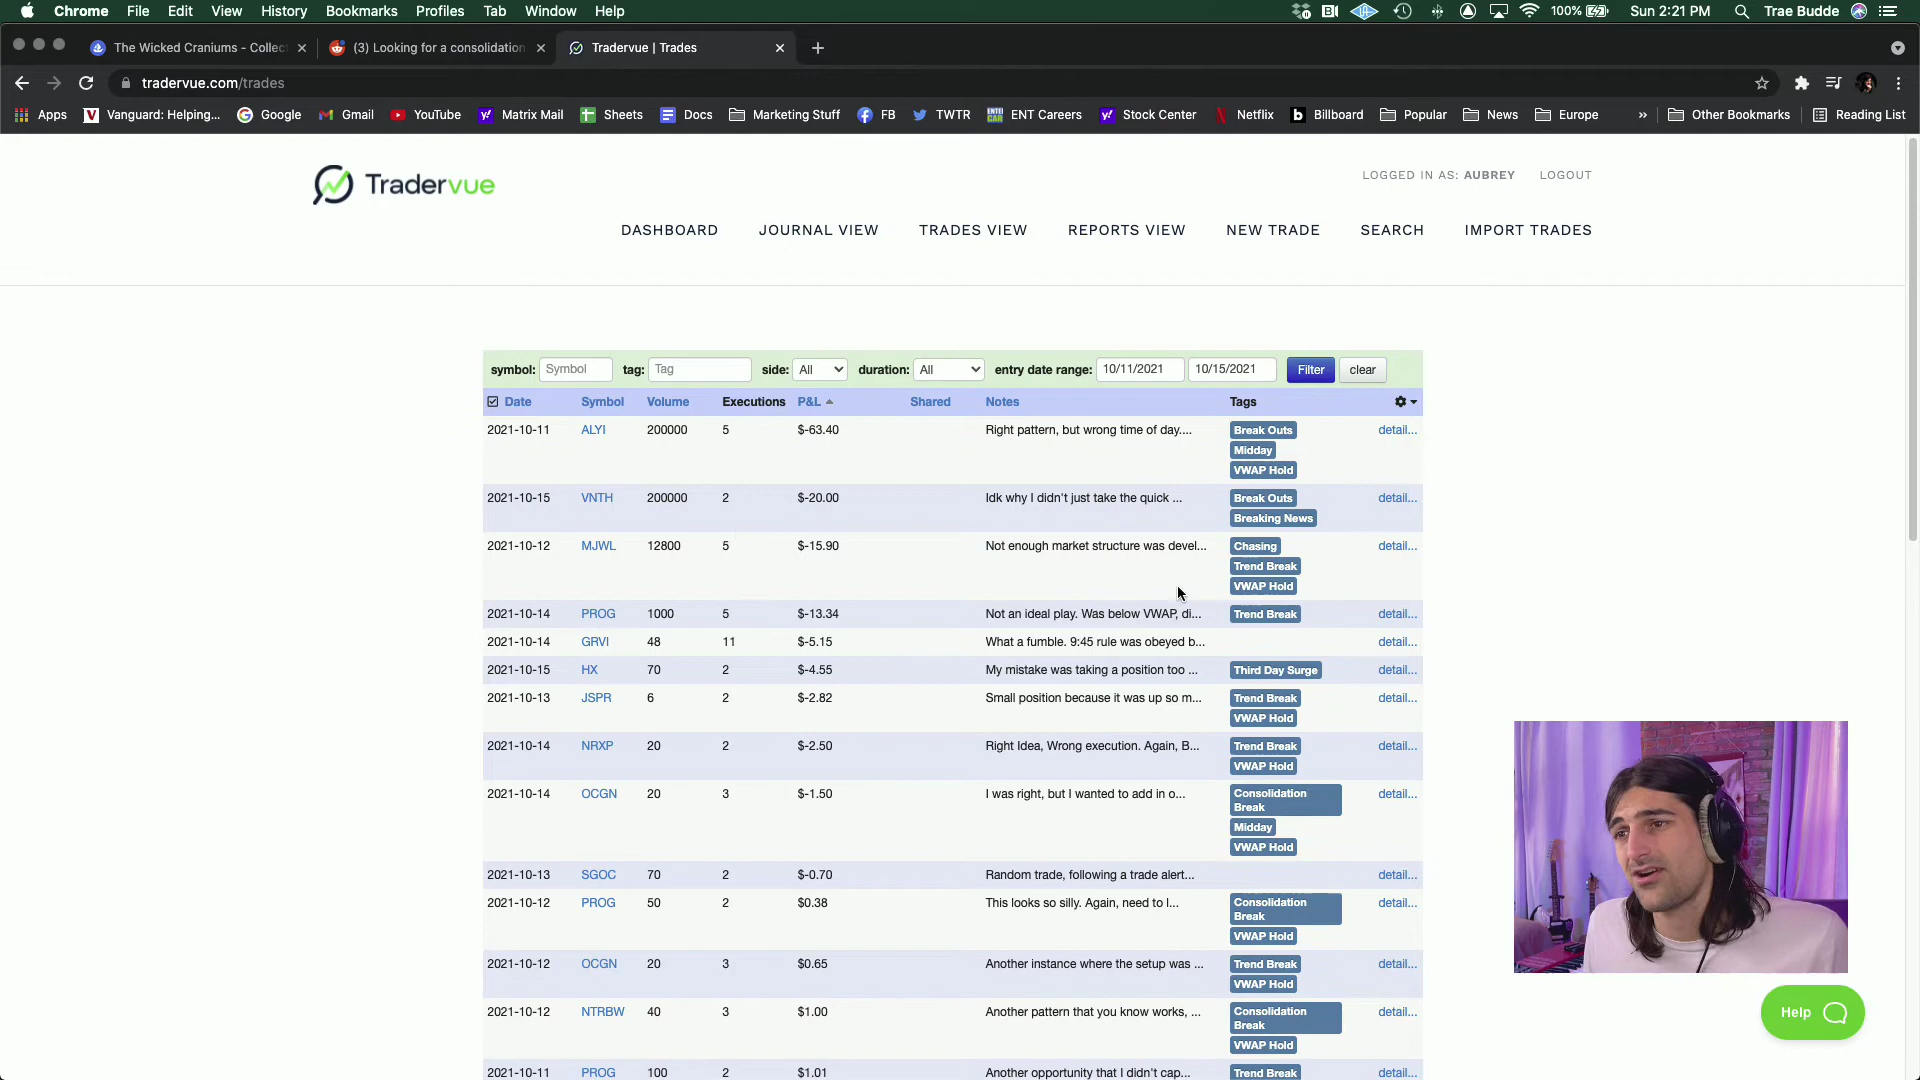 Chrome File Edit View History Bookmarks Profiles Tab Window Help 100% Sun 2:21 PM Trae Budde
The Wicked Craniums - Collec (3) Looking for a consolidation Tradervue | Trades
tradervue.com/trades
Apps Vanguard: Helping... Google Gmail YouTube Matrix Mail Sheets Docs Marketing Stuff FB TWTR ENT Careers Stock Center Netflix Billboard Popular News Europe » Other Bookmarks Reading List
Tradervue
LOGGED IN AS: AUBREY LOGOUT
DASHBOARD JOURNAL VIEW TRADES VIEW REPORTS VIEW NEW TRADE SEARCH IMPORT TRADES
symbol: Symbol tag: Tag side: All duration: All entry date range: 10/11/2021 10/15/2021 Filter clear
Date Symbol Volume Executions P&L Shared Notes Tags
2021-10-11 ALYI 200000 5 $-63.40 Right pattern, but wrong time of day.... Break Outs detail...
Midday
VWAP Hold
2021-10-15 VNTH 200000 2 $-20.00 Idk why I didn't just take the quick ... Break Outs detail...
Breaking News
2021-10-12 MJWL 12800 5 $-15.90 Not enough market structure was devel... Chasing detail...
Trend Break
VWAP Hold
2021-10-14 PROG 1000 5 $-13.34 Not an ideal play. Was below VWAP, di... Trend Break detail...
2021-10-14 GRVI 48 11 $-5.15 What a fumble. 9:45 rule was obeyed b... detail...
2021-10-15 HX 70 2 $-4.55 My mistake was taking a position too ... Third Day Surge detail...
2021-10-13 JSPR 6 2 $-2.82 Small position because it was up so m... Trend Break detail...
VWAP Hold
2021-10-14 NRXP 20 2 $-2.50 Right Idea, Wrong execution. Again, B... Trend Break detail...
VWAP Hold
2021-10-14 OCGN 20 3 $-1.50 I was right, but I wanted to add in o... Consolidation detail...
Break
Midday
VWAP Hold
2021-10-13 SGOC 70 2 $-0.70 Random trade, following a trade alert... detail...
2021-10-12 PROG 50 2 $0.38 This looks so silly. Again, need to l... Consolidation detail...
Break
VWAP Hold
2021-10-12 OCGN 20 3 $0.65 Another instance where the setup was ... Trend Break detail...
VWAP Hold
2021-10-12 NTRBW 40 3 $1.00 Another pattern that you know works, ... Consolidation detail...
Break
VWAP Hold
2021-10-11 PROG 100 2 $1.01 Another opportunity that I didn't cap... Trend Break detail...
Help